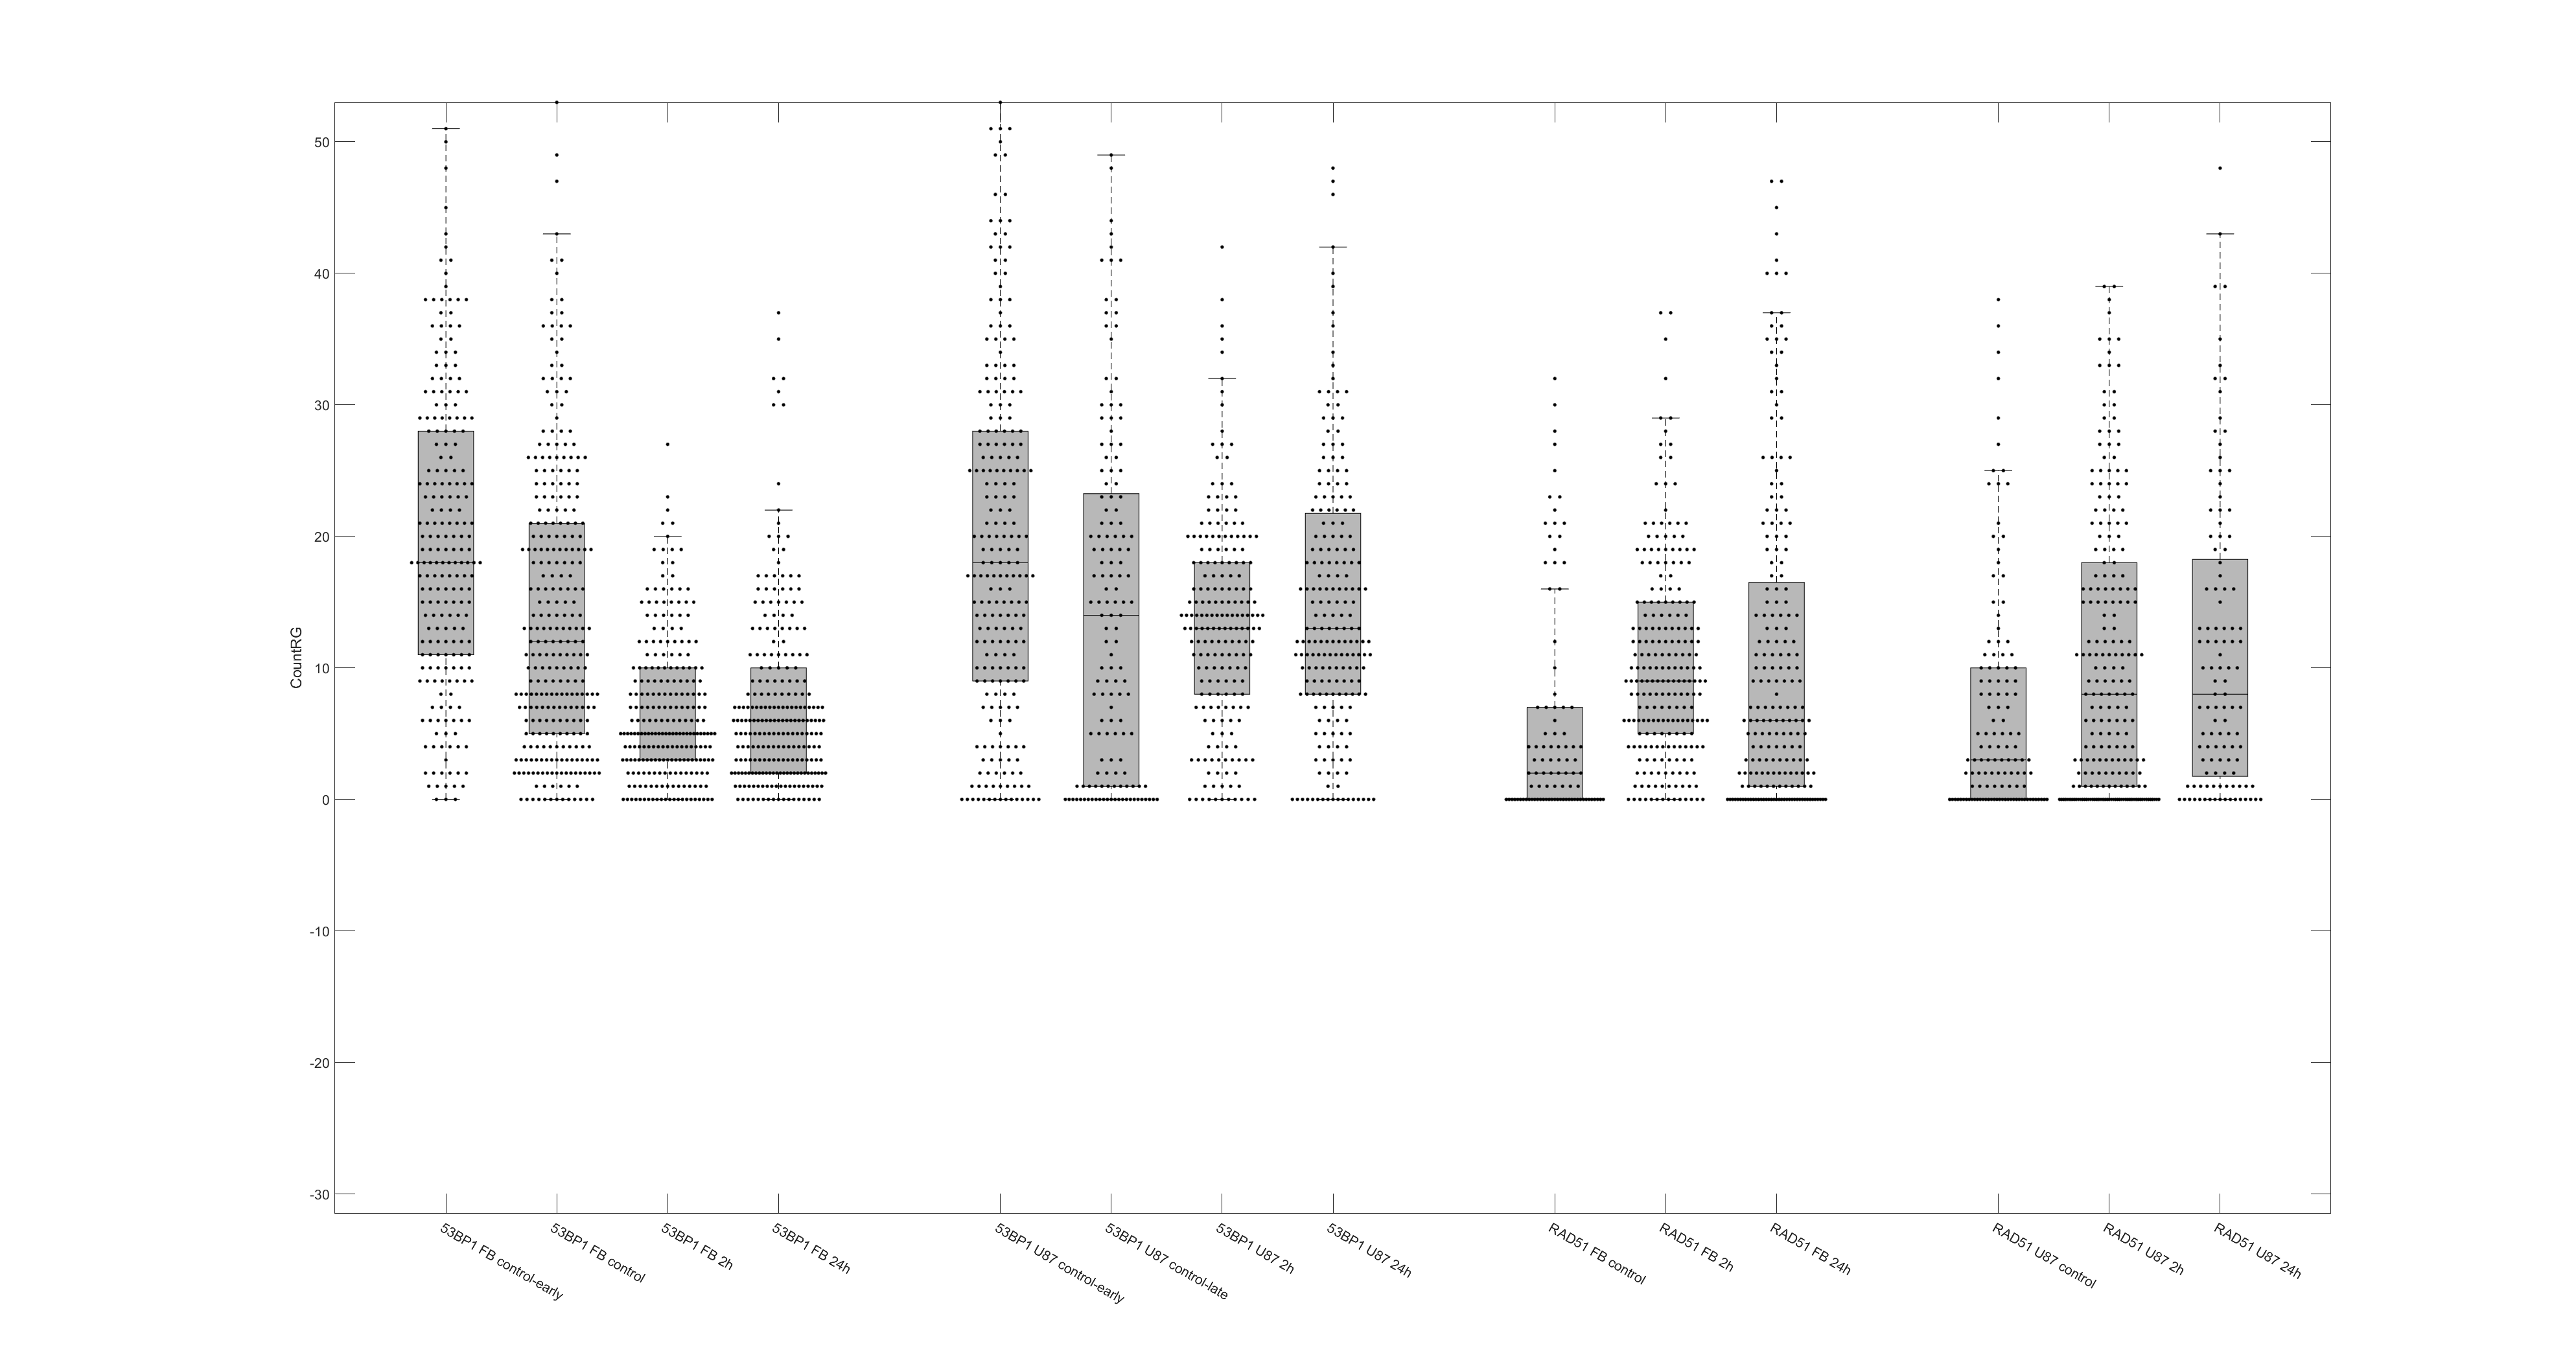 50
40
30
20
10
0
-10
-20
-30
CountRG
53BP1 FB control-early
53BP1 FB control
53BP1 FB 2h
53BP1 FB 24h
53BP1 U87 control-early
53BP1 U87 control-late
53BP1 U87 2h
53BP1 U87 24h
RAD51 FB control
RAD51 FB 2h
RAD51 FB 24h
RAD51 U87 control
RAD51 U87 2h
RAD51 U87 24h